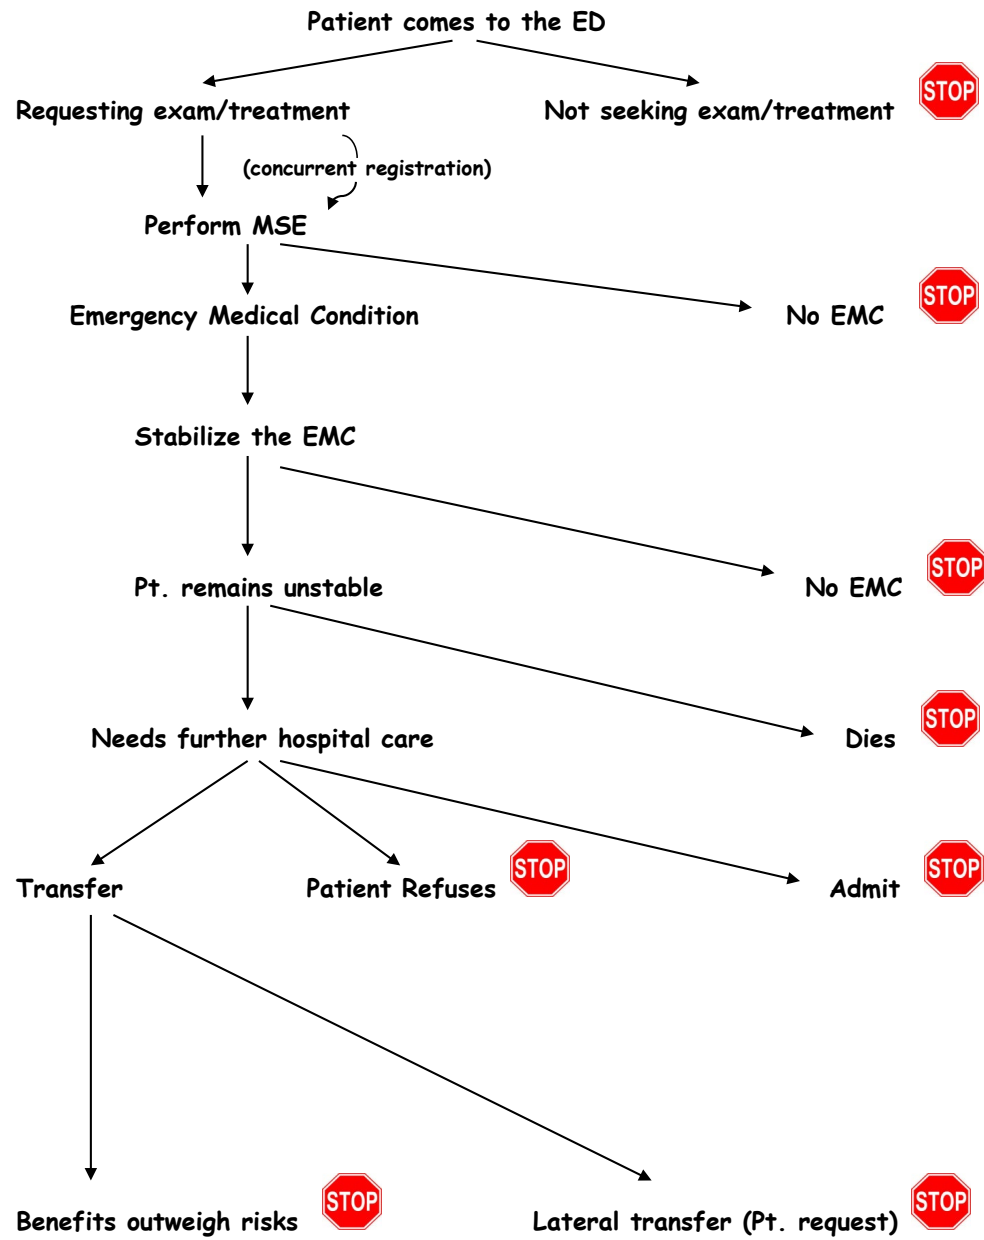 Patient comes to the ED
Requesting exam/treatment
Not seeking exam/treatment
STOP
(concurrent registration)
Perform MSE
Emergency Medical Condition
No EMC
STOP
Stabilize the EMC
Pt. remains unstable
No EMC
STOP
Needs further hospital care
Dies
STOP
Transfer
Patient Refuses
STOP
Admit
STOP
Benefits outweigh risks
STOP
Lateral transfer (Pt. request)
STOP